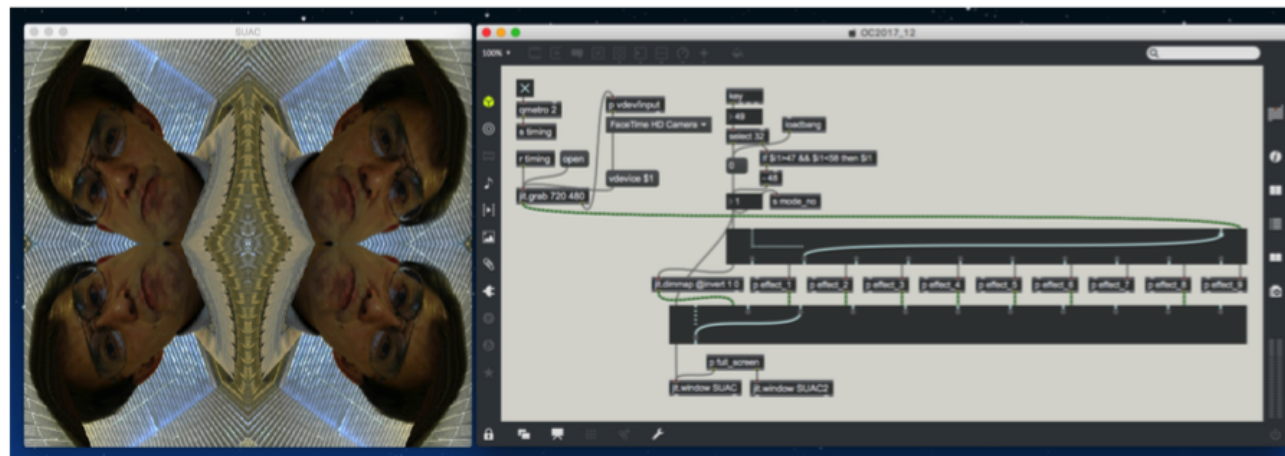 SUAC
OC2017_12
100%
key
p vdev/input
- 49
qmetro 2
FaceTime HD Camera
loadbang
s timing
select 32
r timing
open
0
if $i1>47 && $i1<58 then $i1
vdevice $1
- 48
jit.grab 720 480
+ 1
s mode_no
jit.dimmap @invert 1 0
p effect_1
p effect_2
p effect_3
p effect_4
p effect_5
p effect_6
p effect_7
p effect_8
p effect_9
p full_screen
jit.window SUAC
jit.window SUAC2